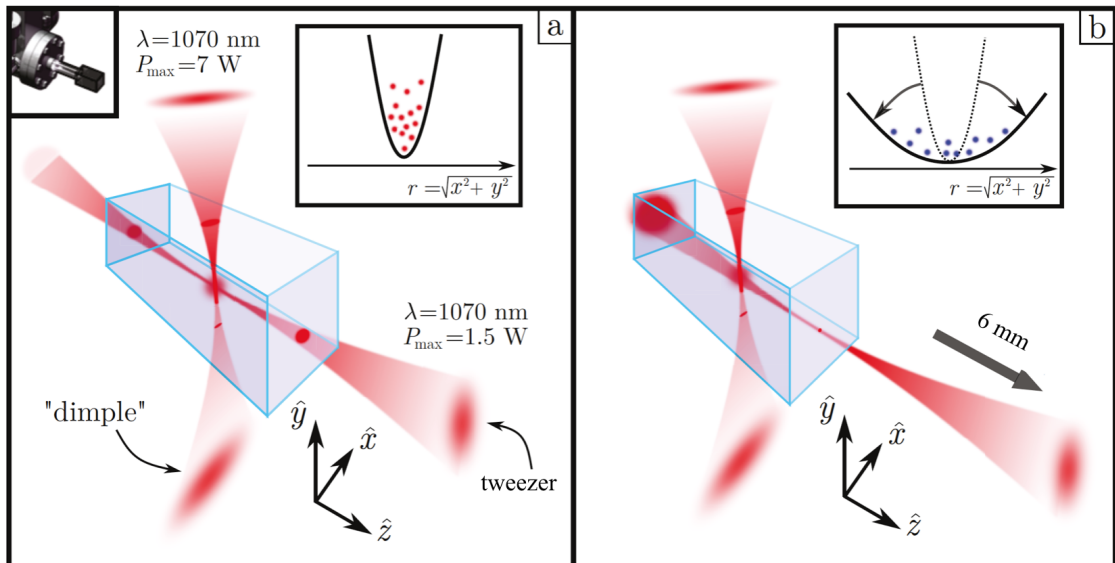 a
λ=1070 nm
P_max=7 W
r=√x²+ y²
λ=1070 nm
P_max=1.5 W
"dimple"
ŷ
x̂
ẑ
tweezer
b
r=√x²+ y²
6 mm
ŷ
x̂
ẑ